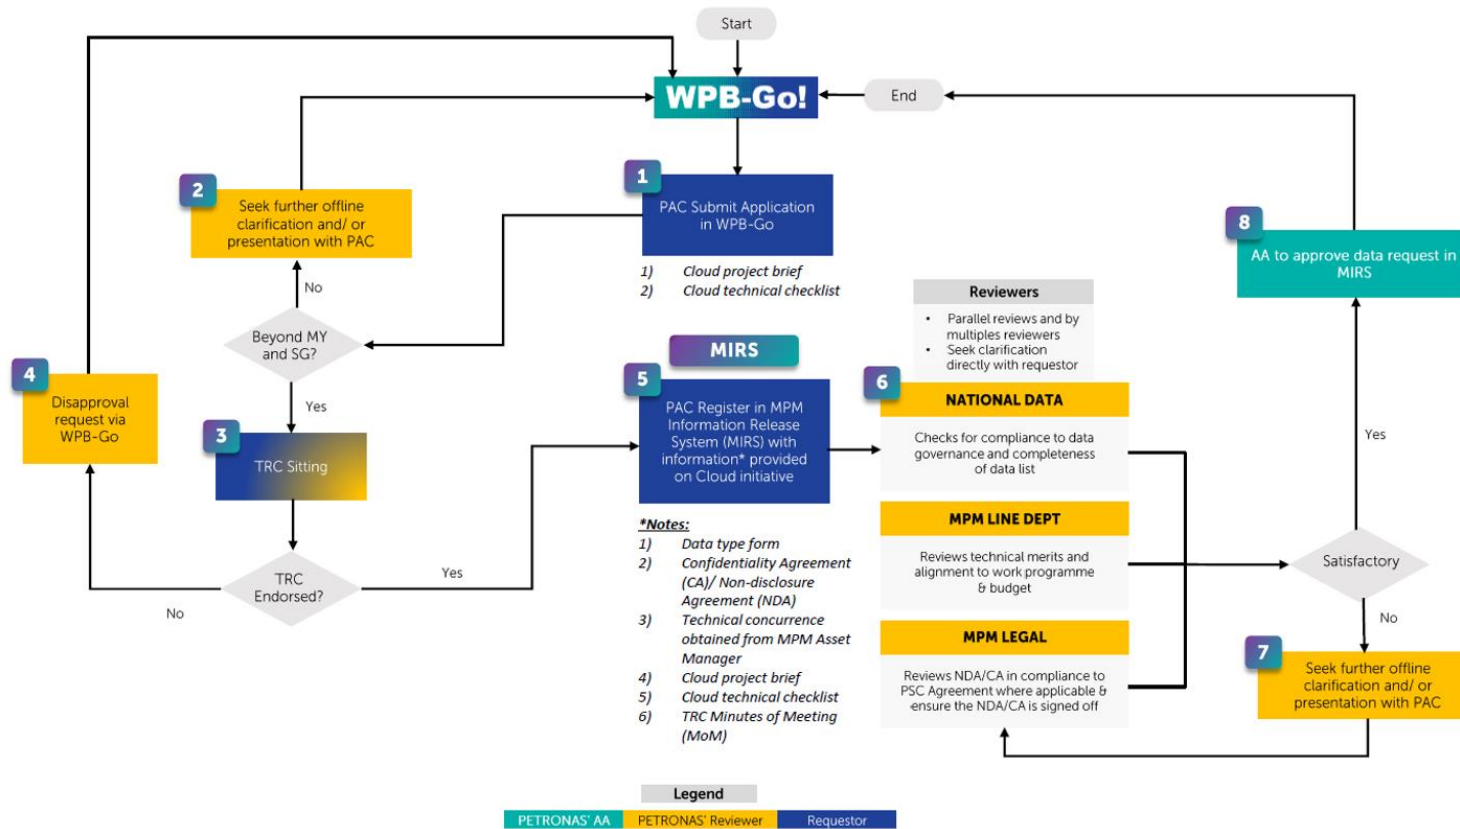 Start
WPB-Go!
End
1
PAC Submit Application
in WPB-Go
1) Cloud project brief
2) Cloud technical checklist
2
Seek further offline
clarification and/ or
presentation with PAC
No
Beyond MY
and SG?
Yes
3
TRC Sitting
4
Disapproval
request via
WPB-Go
TRC
Endorsed?
No
Yes
MIRS
5
PAC Register in MPM
Information Release
System (MIRS) with
information* provided
on Cloud initiative
*Notes:
1) Data type form
2) Confidentiality Agreement
(CA)/ Non-disclosure
Agreement (NDA)
3) Technical concurrence
obtained from MPM Asset
Manager
4) Cloud project brief
5) Cloud technical checklist
6) TRC Minutes of Meeting
(MoM)
Reviewers
• Parallel reviews and by
multiples reviewers
• Seek clarification
directly with requestor
6
NATIONAL DATA
Checks for compliance to data
governance and completeness
of data list
MPM LINE DEPT
Reviews technical merits and
alignment to work programme
& budget
MPM LEGAL
Reviews NDA/CA in compliance to
PSC Agreement where applicable &
ensure the NDA/CA is signed off
Satisfactory
No
7
Seek further offline
clarification and/ or
presentation with PAC
Yes
8
AA to approve data request in
MIRS
Legend
PETRONAS' AA
PETRONAS' Reviewer
Requestor